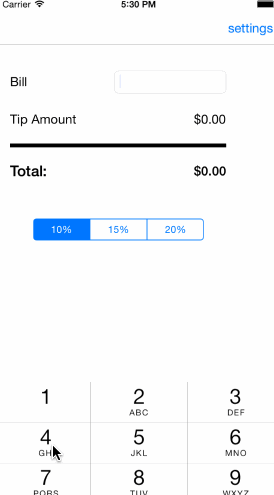 Carrier 5:30 PM
settings
Bill
Tip Amount $0.00
Total: $0.00
10% 15% 20%
1 2 3
ABC DEF
4 5 6
GH JKL MNO
7 8 9
PQRS TUV WXYZ